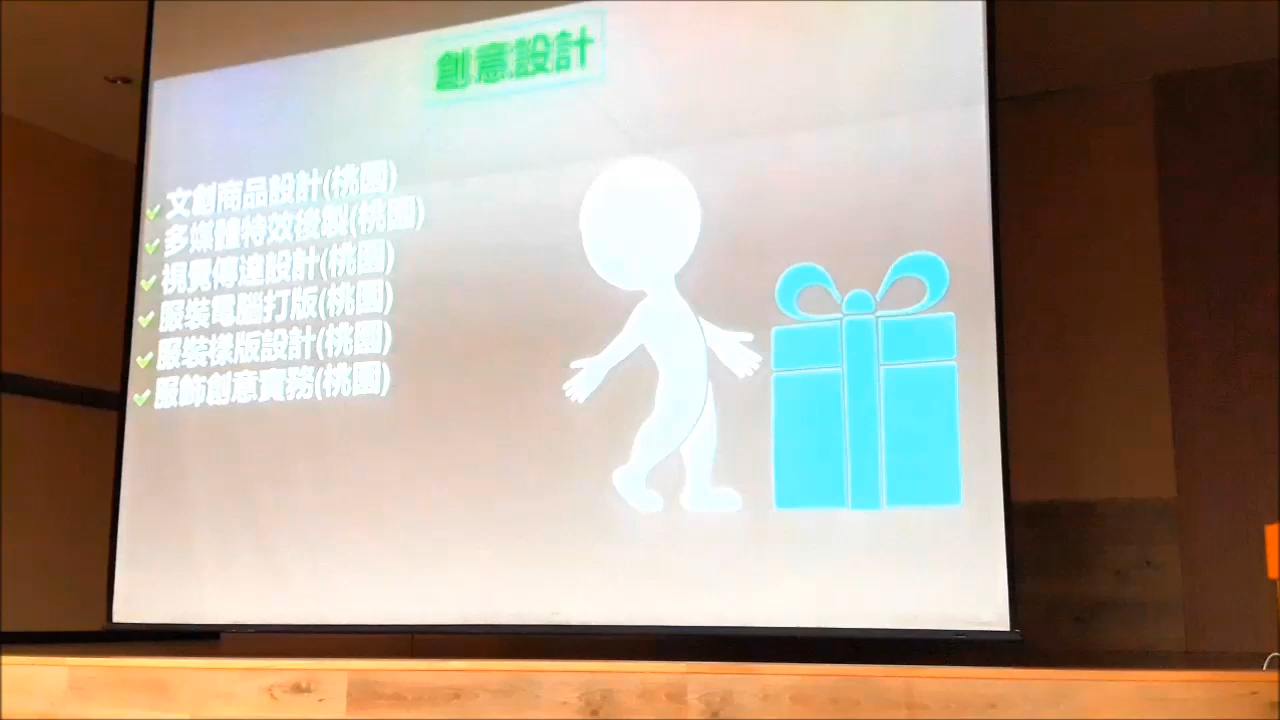 創意設計
文創商品設計(桃園)
多媒體特效後製(桃園)
視覺傳達設計(桃園)
服裝電腦打版(桃園)
服裝樣版設計(桃園)
服飾創意實務(桃園)